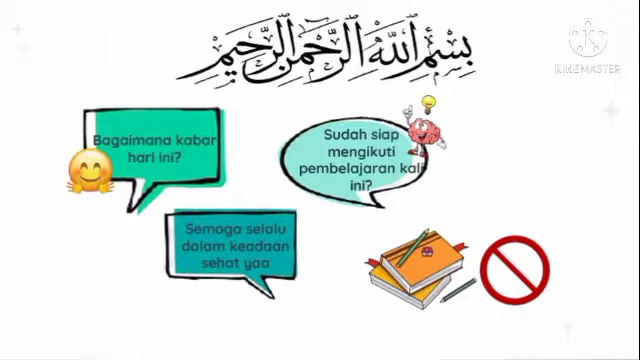 بِسْمِ اللَّهِ الرَّحْمَنِ الرَّحِيمِ
KINEMASTER
Bagaimana kabar
hari ini?
Sudah siap
mengikuti
pembelajaran kali
ini?
Semoga selalu
dalam keadaan
sehat yaa